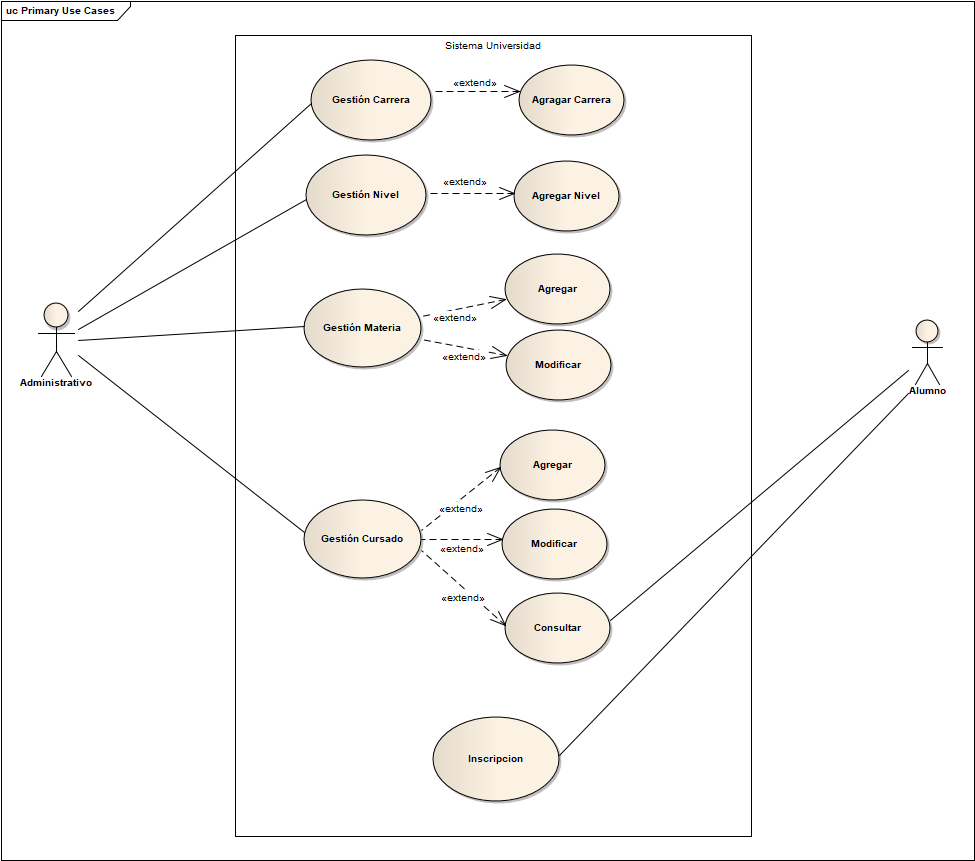 uc Primary Use Cases
Sistema Universidad
Gestión Carrera
«extend»
Agragar Carrera
Gestión Nivel
«extend»
Agregar Nivel
Gestión Materia
«extend»
Agregar
«extend»
Modificar
Administrativo
Alumno
Gestión Cursado
«extend»
Agregar
«extend»
Modificar
«extend»
Consultar
Inscripcion